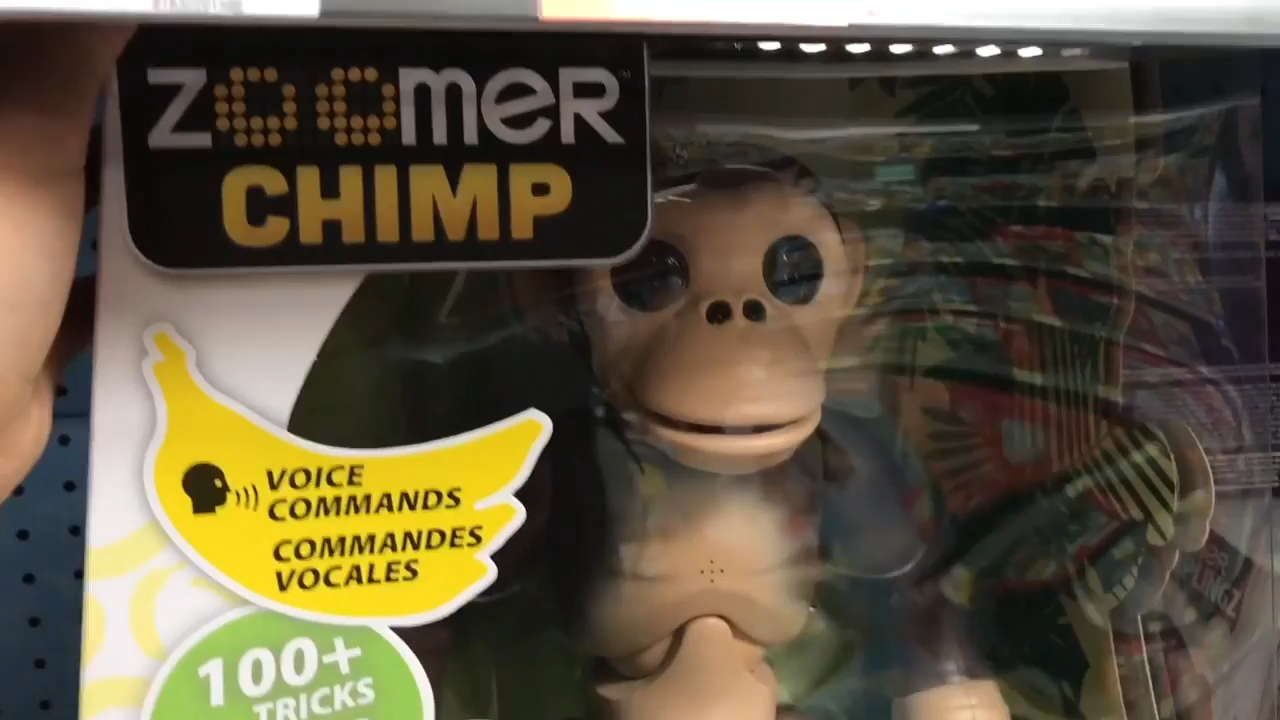 ZOOMER
CHIMP
VOICE
COMMANDS
COMMANDES
VOCALES
100+
TRICKS